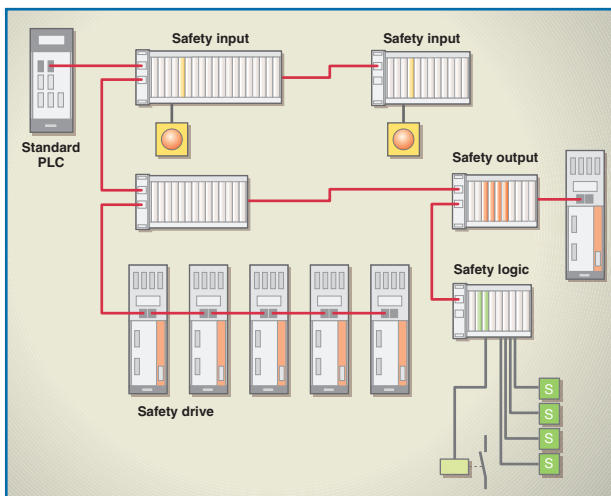 Safety input
Safety input
Standard
PLC
Safety output
Safety logic
Safety drive
S
S
S
S